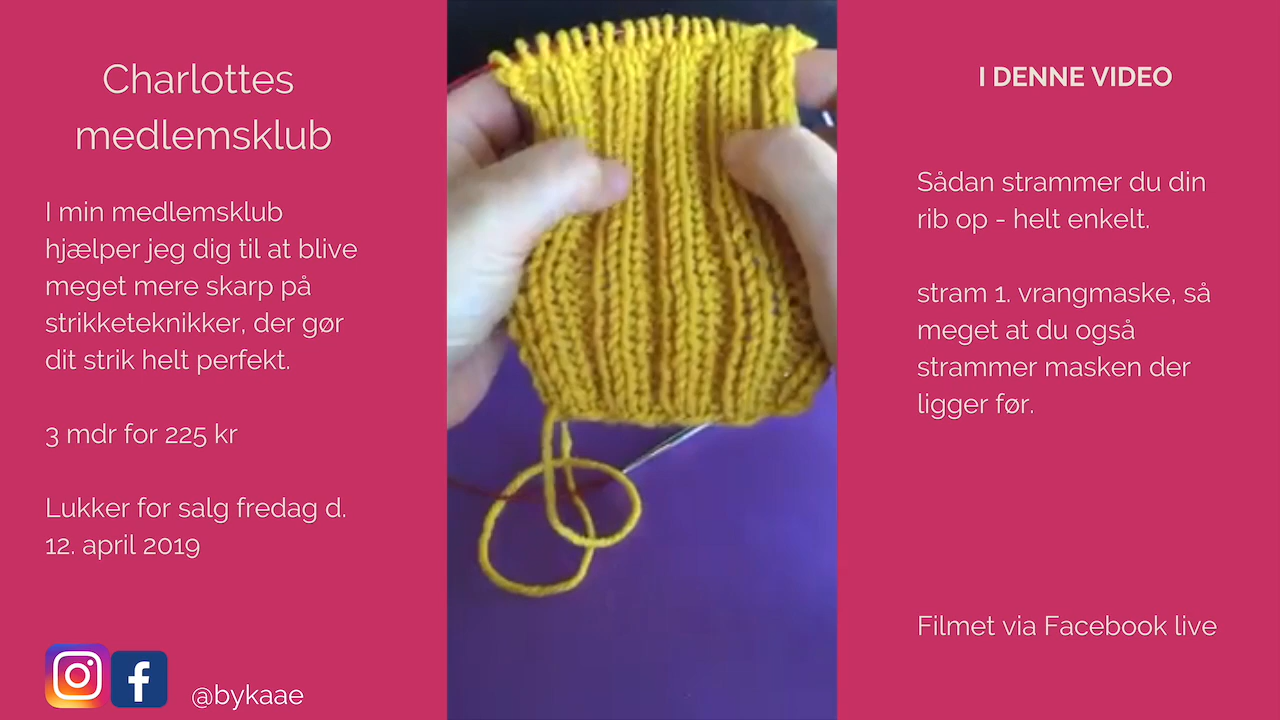 Charlottes
medlemsklub
I min medlemsklub
hjælper jeg dig til at blive
meget mere skarp på
strikketeknikker, der gør
dit strik helt perfekt.
3 mdr for 225 kr
Lukker for salg fredag d.
12. april 2019
@bykaae
I DENNE VIDEO
Sådan strammer du din
rib op - helt enkelt.
stram 1. vrangmaske, så
meget at du også
strammer masken der
ligger før.
Filmet via Facebook live